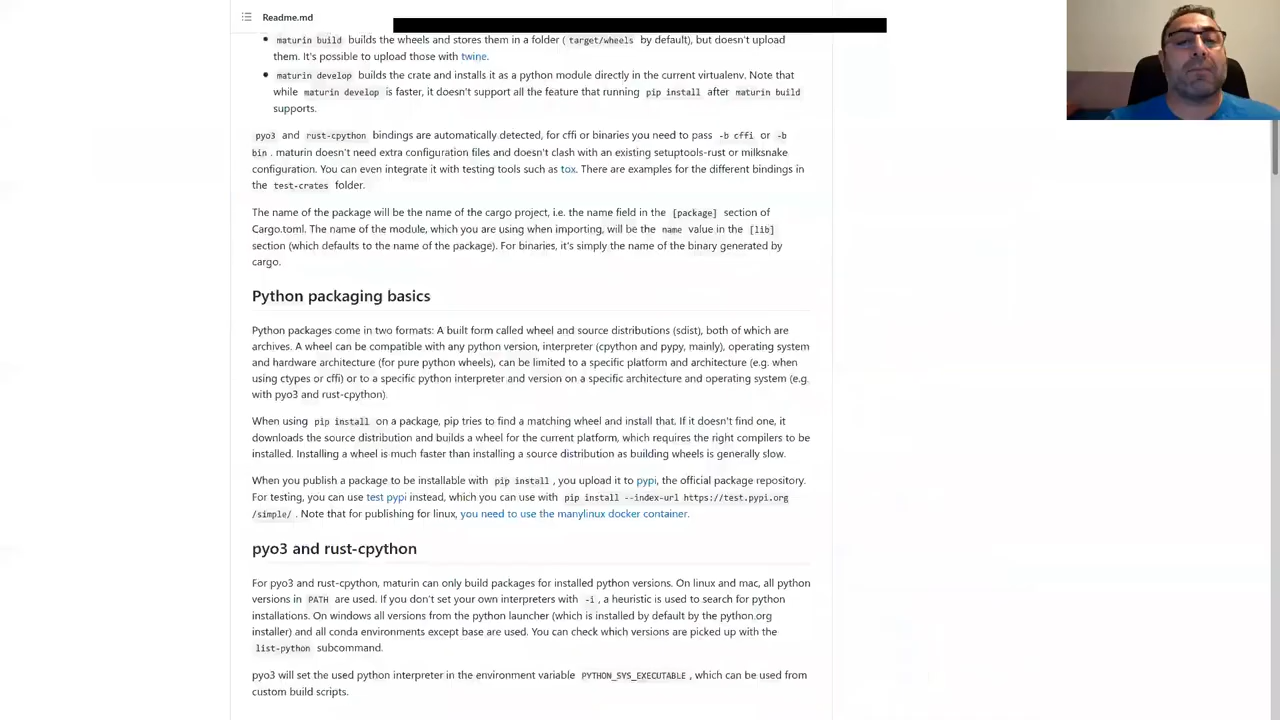 Readme.md
maturin build builds the wheels and stores them in a folder ( target/wheels by default), but doesn't upload
them. It's possible to upload those with twine.
maturin develop builds the crate and installs it as a python module directly in the current virtualenv. Note that
while maturin develop is faster, it doesn't support all the feature that running pip install after maturin build
supports.
pyo3 and rust-cpython bindings are automatically detected, for cffi or binaries you need to pass -b cffi or -b
bin . maturin doesn't need extra configuration files and doesn't clash with an existing setuptools-rust or milksnake
configuration. You can even integrate it with testing tools such as tox. There are examples for the different bindings in
the test-crates folder.
The name of the package will be the name of the cargo project, i.e. the name field in the [package] section of
Cargo.toml. The name of the module, which you are using when importing, will be the name value in the [lib]
section (which defaults to the name of the package). For binaries, it's simply the name of the binary generated by
cargo.
Python packaging basics
Python packages come in two formats: A built form called wheel and source distributions (sdist), both of which are
archives. A wheel can be compatible with any python version, interpreter (cpython and pypy, mainly), operating system
and hardware architecture (for pure python wheels), can be limited to a specific platform and architecture (e.g. when
using ctypes or cffi) or to a specific python interpreter and version on a specific architecture and operating system (e.g.
with pyo3 and rust-cpython).
When using pip install on a package, pip tries to find a matching wheel and install that. If it doesn't find one, it
downloads the source distribution and builds a wheel for the current platform, which requires the right compilers to be
installed. Installing a wheel is much faster than installing a source distribution as building wheels is generally slow.
When you publish a package to be installable with pip install , you upload it to pypi, the official package repository.
For testing, you can use test pypi instead, which you can use with pip install --index-url https://test.pypi.org
/simple/ . Note that for publishing for linux, you need to use the manylinux docker container.
pyo3 and rust-cpython
For pyo3 and rust-cpython, maturin can only build packages for installed python versions. On linux and mac, all python
versions in PATH are used. If you don't set your own interpreters with -i , a heuristic is used to search for python
installations. On windows all versions from the python launcher (which is installed by default by the python.org
installer) and all conda environments except base are used. You can check which versions are picked up with the
list-python subcommand.
pyo3 will set the used python interpreter in the environment variable PYTHON_SYS_EXECUTABLE , which can be used from
custom build scripts.